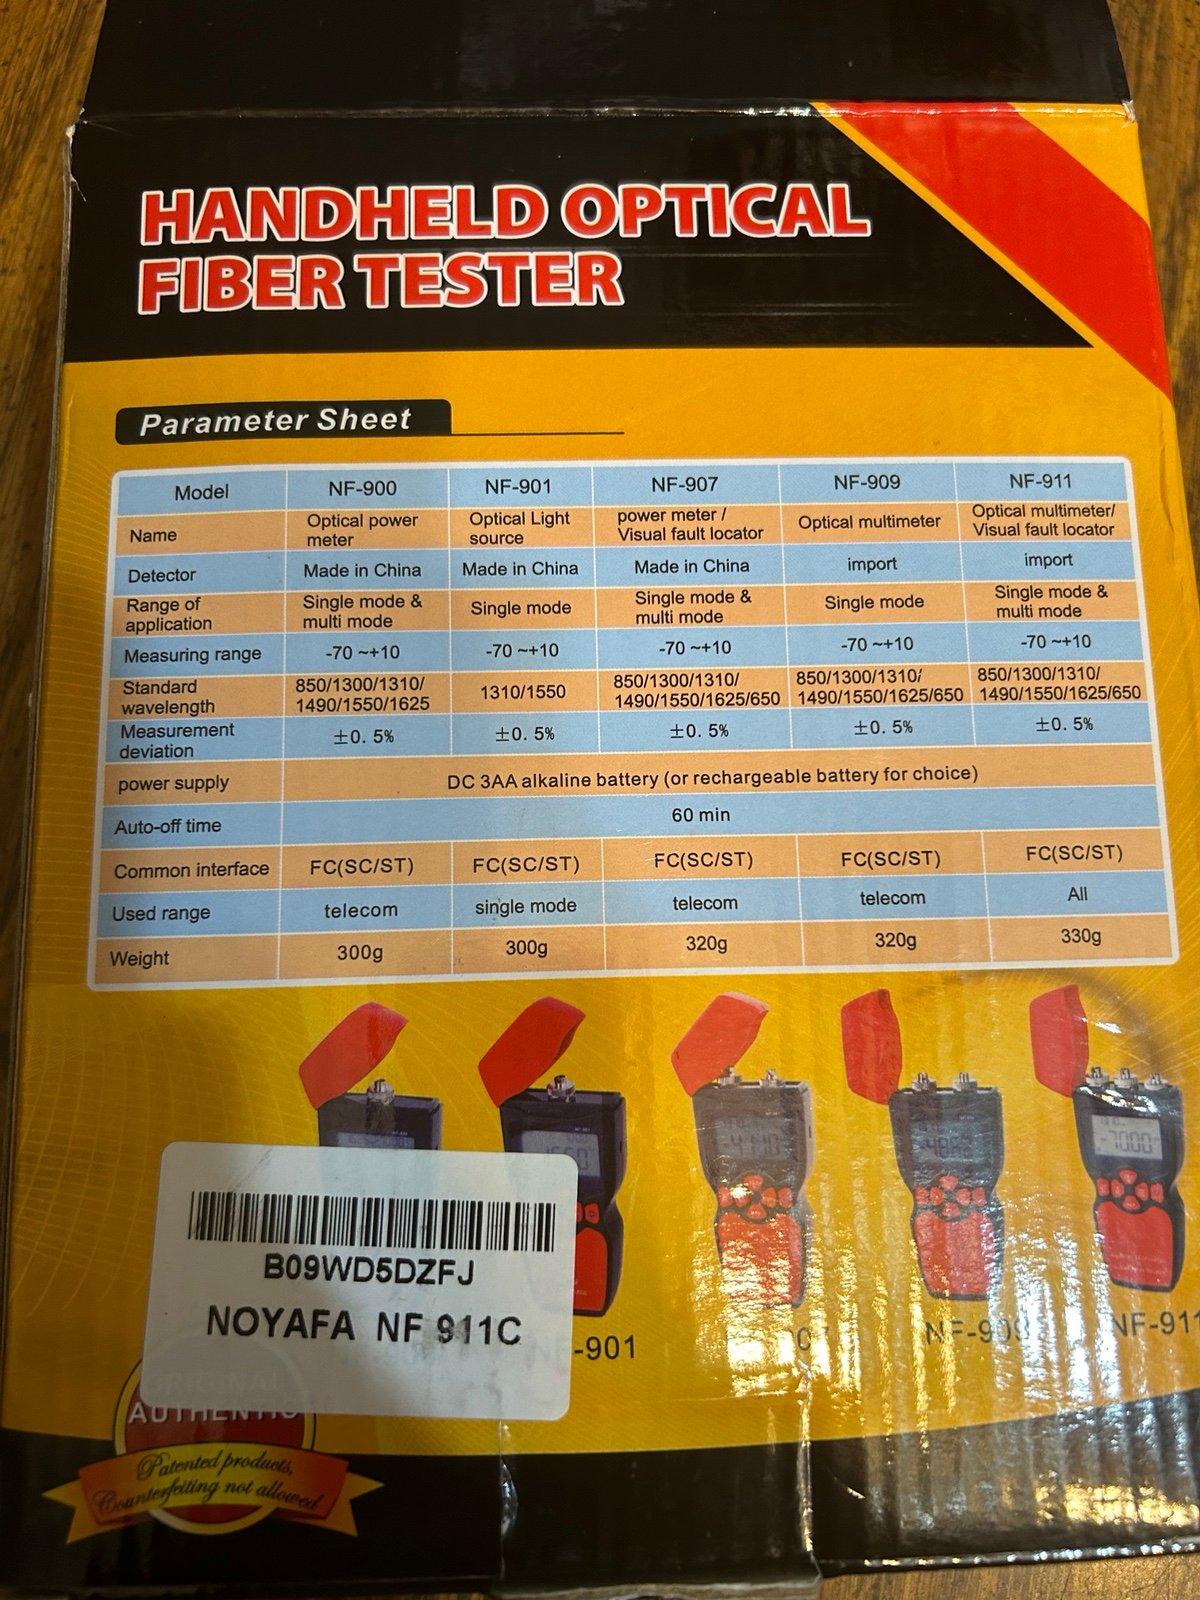 HANDHELD OPTICAL
FIBER TESTER
Parameter Sheet
Model NF-900 NF-901 NF-907 NF-909 NF-911
Name Optical power meter Optical Light source power meter / Visual fault locator Optical multimeter Optical multimeter/ Visual fault locator
Detector Made in China Made in China Made in China import import
Range of application Single mode & multi mode Single mode Single mode & multi mode Single mode Single mode & multi mode
Measuring range -70 ~+10 -70 ~+10 -70 ~+10 -70 ~+10 -70 ~+10
Standard wavelength 850/1300/1310/ 1490/1550/1625 1310/1550 850/1300/1310/ 1490/1550/1625/650 850/1300/1310/ 1490/1550/1625/650 850/1300/1310/ 1490/1550/1625/650
Measurement deviation ±0. 5% ±0. 5% ±0. 5% ±0. 5% ±0. 5%
power supply DC 3AA alkaline battery (or rechargeable battery for choice)
Auto-off time 60 min
Common interface FC(SC/ST) FC(SC/ST) FC(SC/ST) FC(SC/ST) FC(SC/ST)
Used range telecom single mode telecom telecom All
Weight 300g 300g 320g 320g 330g
-70.00
B09WD5DZFJ
NOYAFA NF 911C
-901
NF-909
NF-911
ORIGINAL
AUTHENTIC
Patented products,
Counterfeiting not allowed